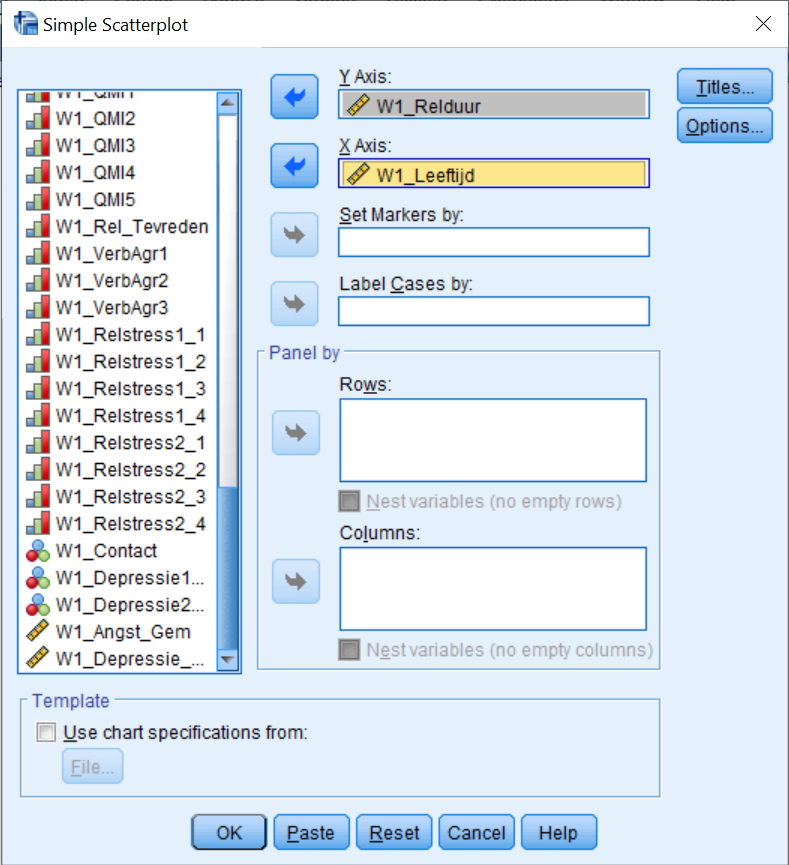 Simple Scatterplot
W1_QMI1
W1_QMI2
W1_QMI3
W1_QMI4
W1_QMI5
W1_Rel_Tevreden
W1_VerbAgr1
W1_VerbAgr2
W1_VerbAgr3
W1_Relstress1_1
W1_Relstress1_2
W1_Relstress1_3
W1_Relstress1_4
W1_Relstress2_1
W1_Relstress2_2
W1_Relstress2_3
W1_Relstress2_4
W1_Contact
W1_Depressie1...
W1_Depressie2...
W1_Angst_Gem
W1_Depressie_...
Y Axis:
W1_Relduur
X Axis:
W1_Leeftijd
Set Markers by:
Label Cases by:
Panel by
Rows:
Nest variables (no empty rows)
Columns:
Nest variables (no empty columns)
Titles...
Options...
Template
Use chart specifications from:
File...
OK Paste Reset Cancel Help